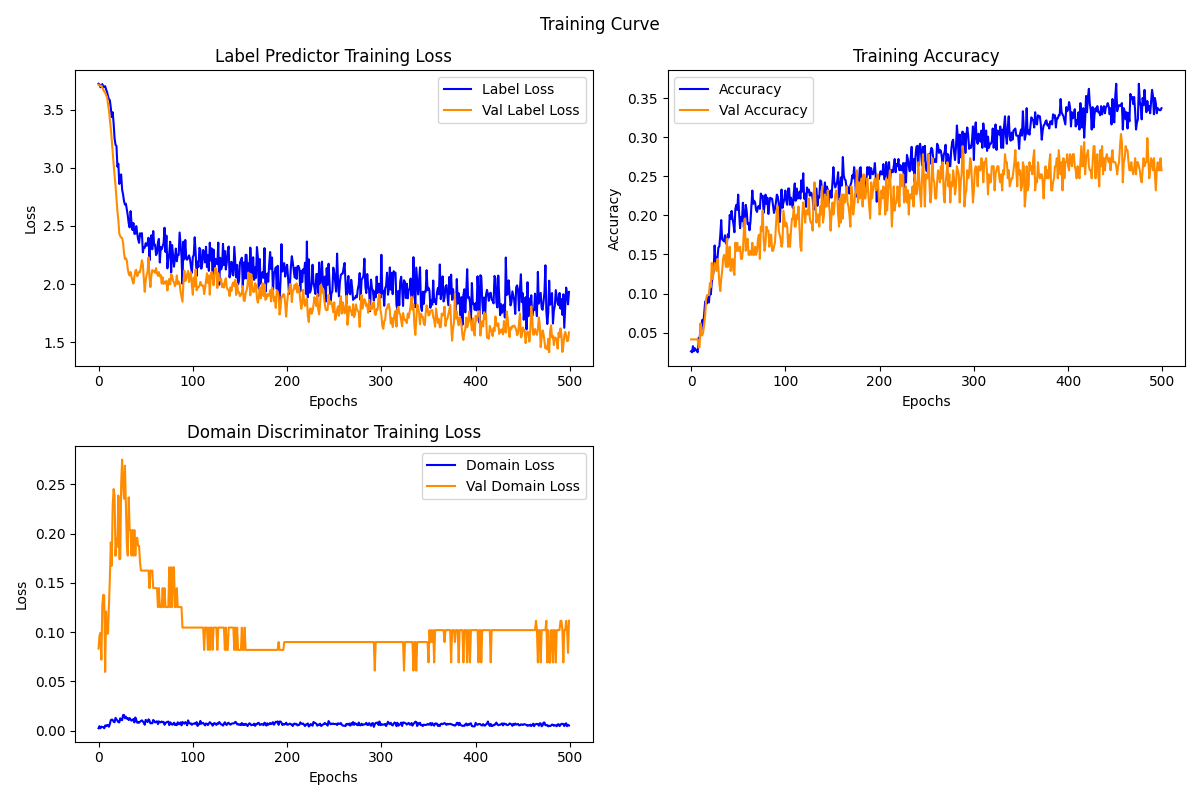 Training Curve
Label Predictor Training Loss
Label Loss
Val Label Loss
Loss
3.5
3.0
2.5
2.0
1.5
0
100
200
300
400
500
Epochs
Training Accuracy
Accuracy
Val Accuracy
Accuracy
0.35
0.30
0.25
0.20
0.15
0.10
0.05
0
100
200
300
400
500
Epochs
Domain Discriminator Training Loss
Domain Loss
Val Domain Loss
Loss
0.25
0.20
0.15
0.10
0.05
0.00
0
100
200
300
400
500
Epochs